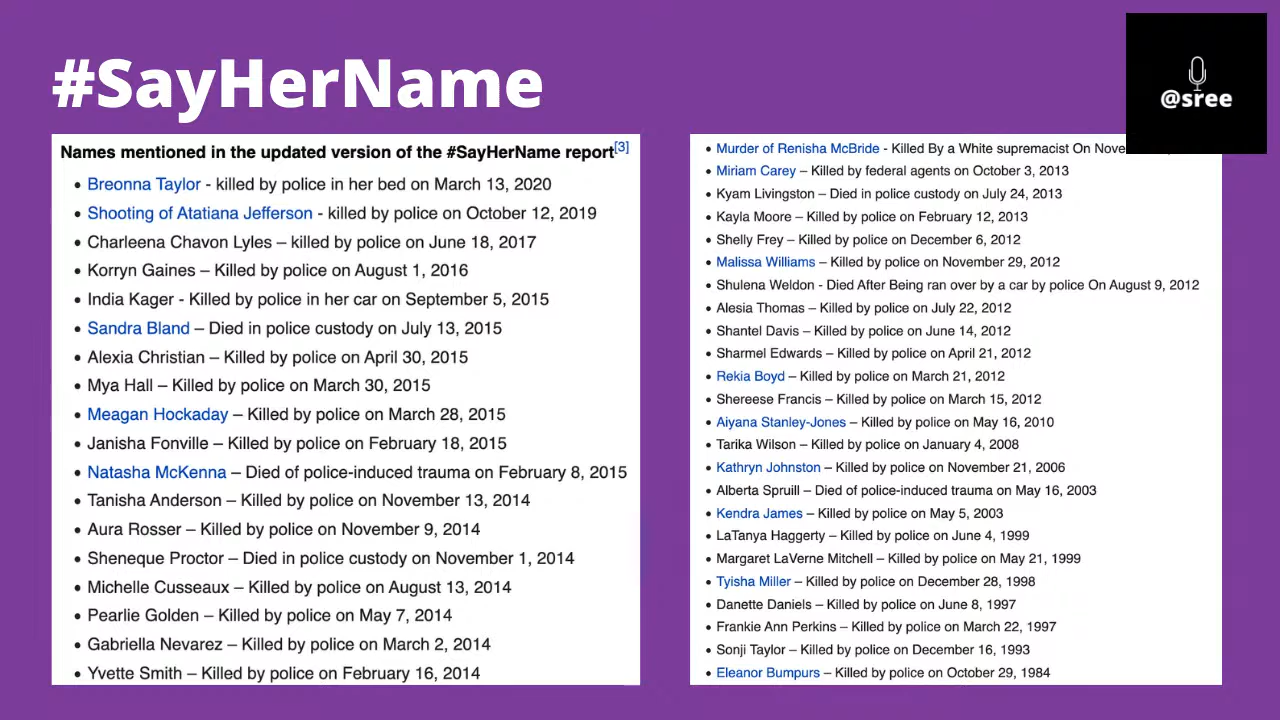 #SayHerName
@sree
Names mentioned in the updated version of the #SayHerName report[3]
• Breonna Taylor - killed by police in her bed on March 13, 2020
• Shooting of Atatiana Jefferson - killed by police on October 12, 2019
• Charleena Chavon Lyles – killed by police on June 18, 2017
• Korryn Gaines – Killed by police on August 1, 2016
• India Kager - Killed by police in her car on September 5, 2015
• Sandra Bland – Died in police custody on July 13, 2015
• Alexia Christian – Killed by police on April 30, 2015
• Mya Hall – Killed by police on March 30, 2015
• Meagan Hockaday – Killed by police on March 28, 2015
• Janisha Fonville – Killed by police on February 18, 2015
• Natasha McKenna – Died of police-induced trauma on February 8, 2015
• Tanisha Anderson – Killed by police on November 13, 2014
• Aura Rosser – Killed by police on November 9, 2014
• Sheneque Proctor – Died in police custody on November 1, 2014
• Michelle Cusseaux – Killed by police on August 13, 2014
• Pearlie Golden – Killed by police on May 7, 2014
• Gabriella Nevarez – Killed by police on March 2, 2014
• Yvette Smith – Killed by police on February 16, 2014
• Murder of Renisha McBride - Killed By a White supremacist On
• Miriam Carey – Killed by federal agents on October 3, 2013
• Kyam Livingston – Died in police custody on July 24, 2013
• Kayla Moore – Killed by police on February 12, 2013
• Shelly Frey – Killed by police on December 6, 2012
• Malissa Williams – Killed by police on November 29, 2012
• Shulena Weldon - Died After Being ran over by a car by police On August 9, 2012
• Alesia Thomas – Killed by police on July 22, 2012
• Shantel Davis – Killed by police on June 14, 2012
• Sharmel Edwards – Killed by police on April 21, 2012
• Rekia Boyd – Killed by police on March 21, 2012
• Shereese Francis – Killed by police on March 15, 2012
• Aiyana Stanley-Jones – Killed by police on May 16, 2010
• Tarika Wilson – Killed by police on January 4, 2008
• Kathryn Johnston – Killed by police on November 21, 2006
• Alberta Spruill – Died of police-induced trauma on May 16, 2003
• Kendra James – Killed by police on May 5, 2003
• LaTanya Haggerty – Killed by police on June 4, 1999
• Margaret LaVerne Mitchell – Killed by police on May 21, 1999
• Tyisha Miller – Killed by police on December 28, 1998
• Danette Daniels – Killed by police on June 8, 1997
• Frankie Ann Perkins – Killed by police on March 22, 1997
• Sonji Taylor – Killed by police on December 16, 1993
• Eleanor Bumpurs – Killed by police on October 29, 1984